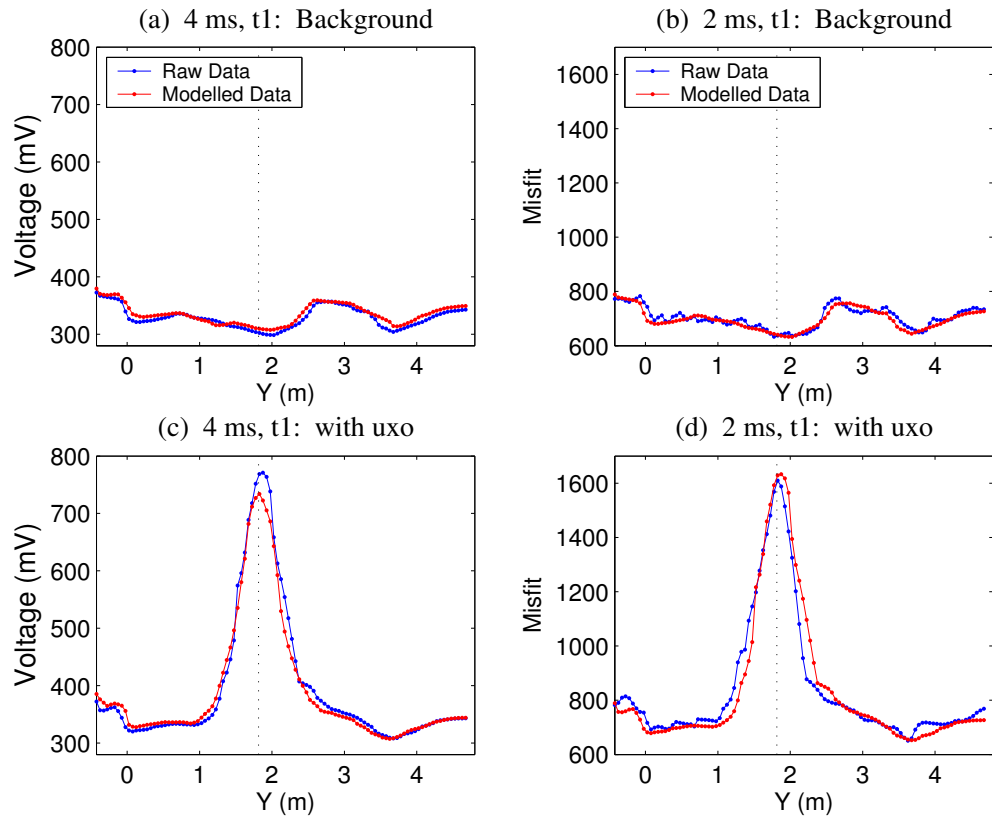 (a) 4 ms, t1: Background
800
700
600
500
400
300
Voltage (mV)
Raw Data
Modelled Data
0 1 2 3 4
Y (m)
(b) 2 ms, t1: Background
1600
1400
1200
1000
800
600
Misfit
Raw Data
Modelled Data
0 1 2 3 4
Y (m)
(c) 4 ms, t1: with uxo
800
700
600
500
400
300
Voltage (mV)
0 1 2 3 4
Y (m)
(d) 2 ms, t1: with uxo
1600
1400
1200
1000
800
600
Misfit
0 1 2 3 4
Y (m)